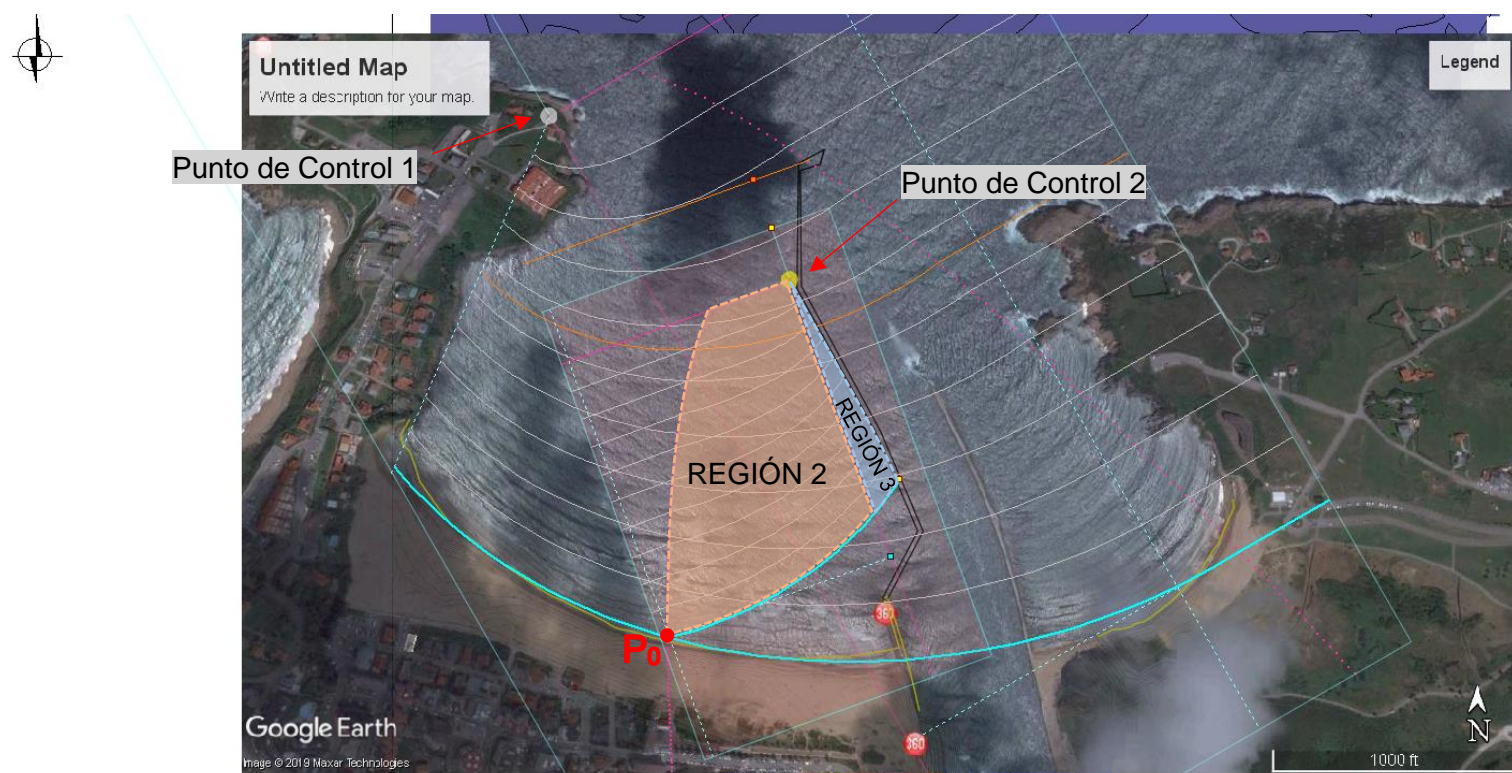 Untitled Map
Write a description for your map.
Legend
Punto de Control 1
Punto de Control 2
REGIÓN 2
REGIÓN 3
P₀
360
360
Google Earth
Image © 2019 Maxar Technologies
N
1000 ft